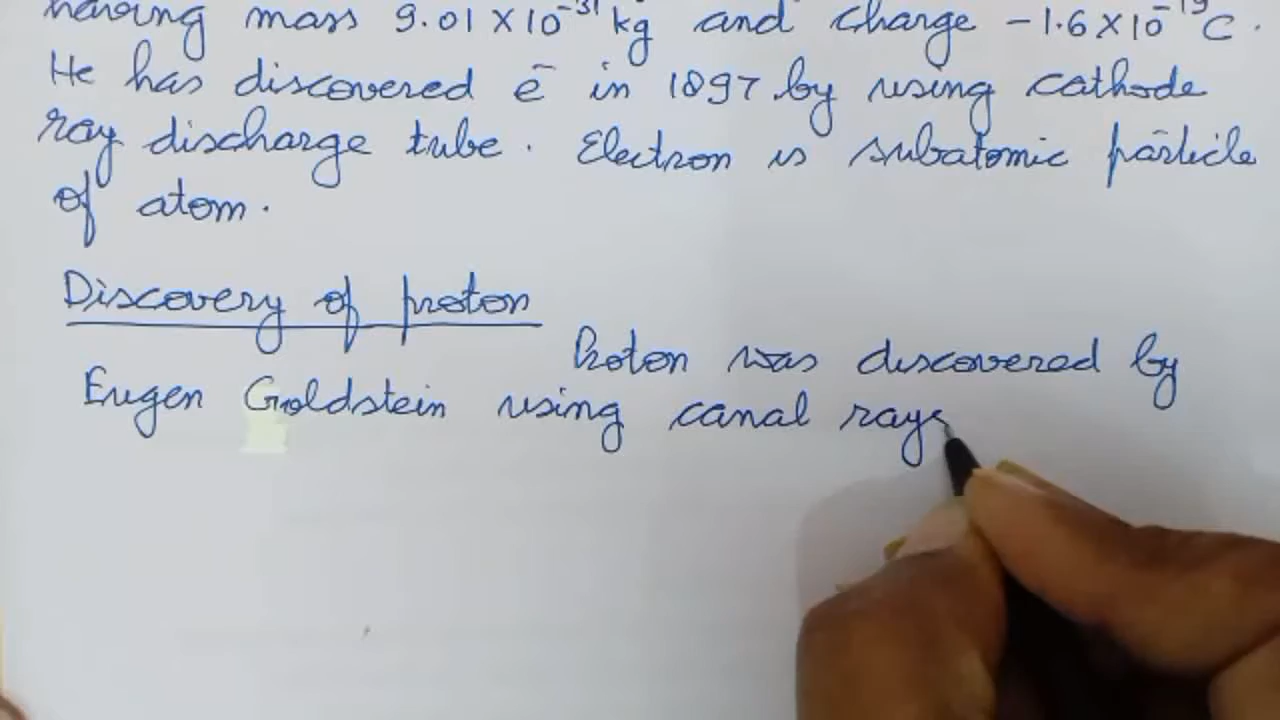 having mass 9.01 X 10⁻³¹ kg and charge -1.6 X 10⁻¹⁹ C.
He has discovered e̅ in 1897 by using cathode
ray discharge tube. Electron is subatomic particle
of atom.
Discovery of proton
Proton was discovered by
Eugen Goldstein using canal rays